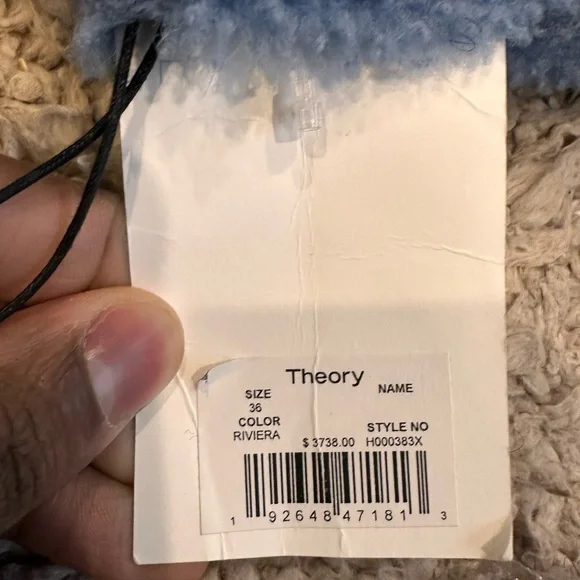 Theory
SIZE NAME
36
COLOR STYLE NO
RIVIERA $ 3738.00 H000383X
1 92648 47181 3